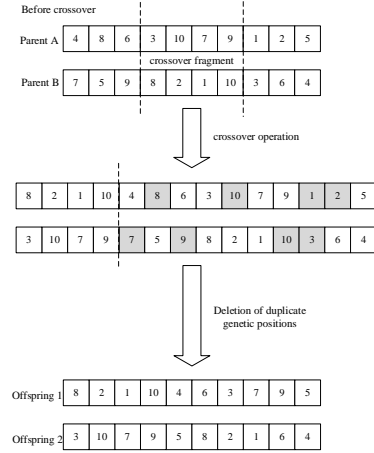 Before crossover
Parent A 4 8 6 3 10 7 9 1 2 5
crossover fragment
Parent B 7 5 9 8 2 1 10 3 6 4
crossover operation
8 2 1 10 4 8 6 3 10 7 9 1 2 5
3 10 7 9 7 5 9 8 2 1 10 3 6 4
Deletion of duplicate
genetic positions
Offspring 1 8 2 1 10 4 6 3 7 9 5
Offspring 2 3 10 7 9 5 8 2 1 6 4